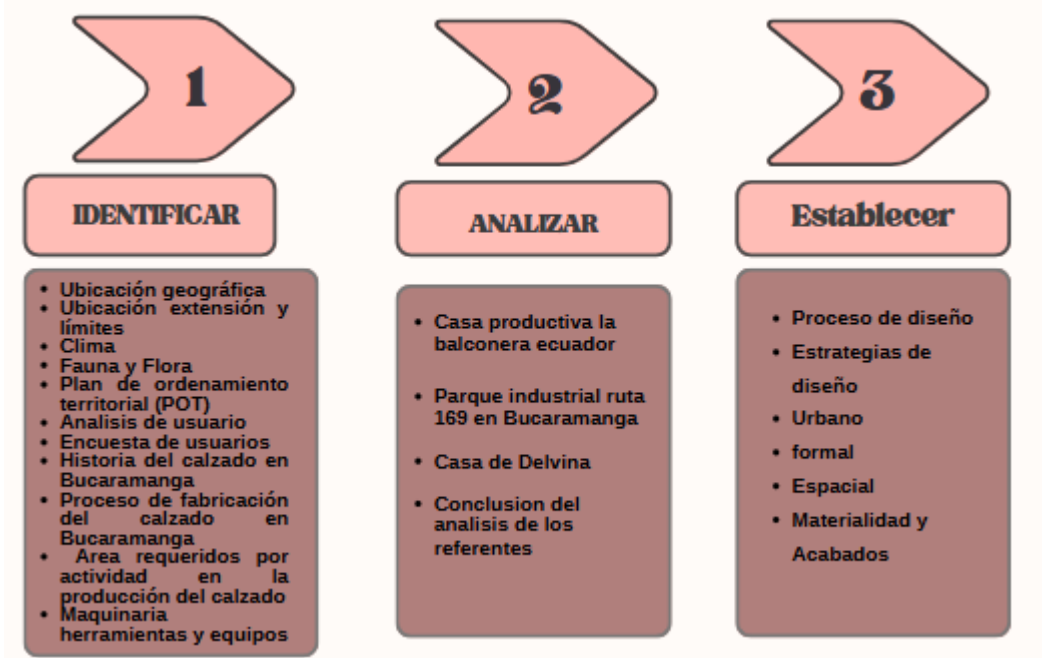 1
IDENTIFICAR
• Ubicación geográfica
• Ubicación extensión y
límites
• Clima
• Fauna y Flora
• Plan de ordenamiento
territorial (POT)
• Analisis de usuario
• Encuesta de usuarios
• Historia del calzado en
Bucaramanga
• Proceso de fabricación
del calzado en
Bucaramanga
• Area requeridos por
actividad en la
producción del calzado
• Maquinaria
herramientas y equipos
2
ANALIZAR
• Casa productiva la
balconera ecuador
• Parque industrial ruta
169 en Bucaramanga
• Casa de Delvina
• Conclusion del
analisis de los
referentes
3
Establecer
• Proceso de diseño
• Estrategias de
diseño
• Urbano
• formal
• Espacial
• Materialidad y
Acabados